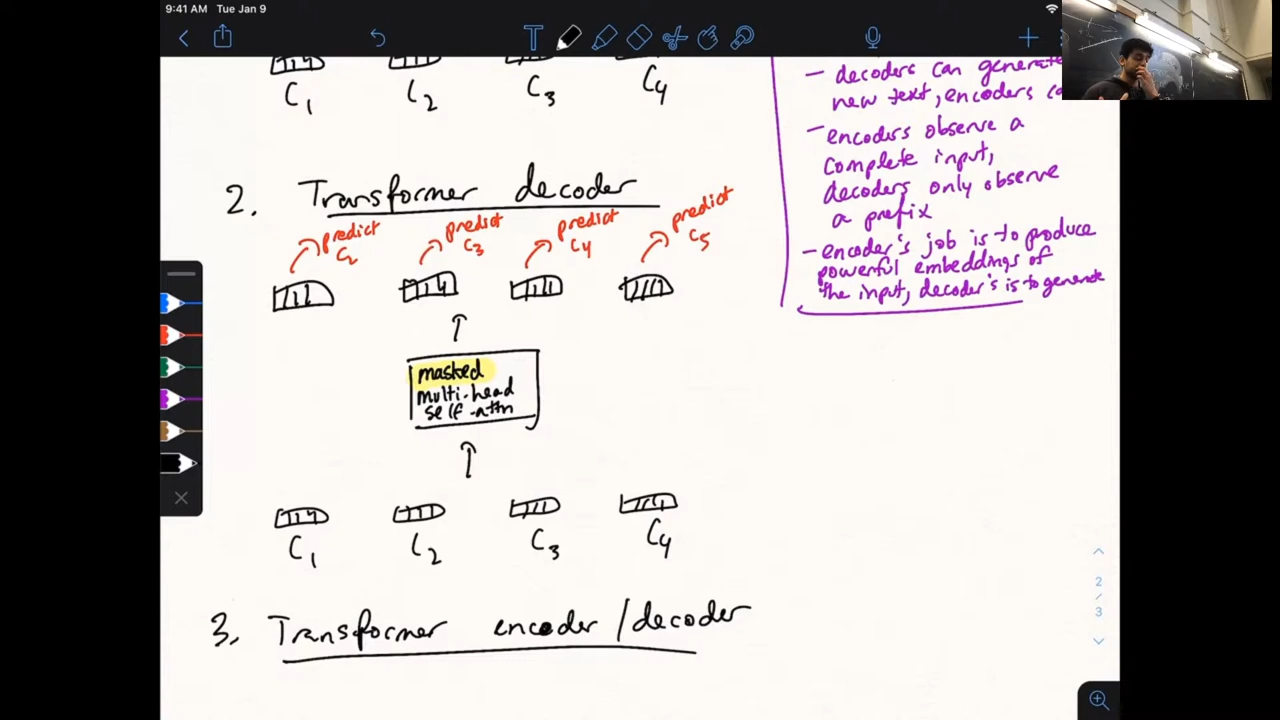 9:41 AM Tue Jan 9
C1 C2 C3 C4
- decoders can generate
new text, encoders
- encoders observe a
complete input,
decoders only observe
a prefix
- encoder's job is to produce
powerful embeddings of
the input, decoder's is to generate
2. Transformer decoder
predict C2
predict C3
predict C4
predict C5
masked
multi-head
self-attn
C1 C2 C3 C4
3. Transformer encoder/decoder
2
/
3